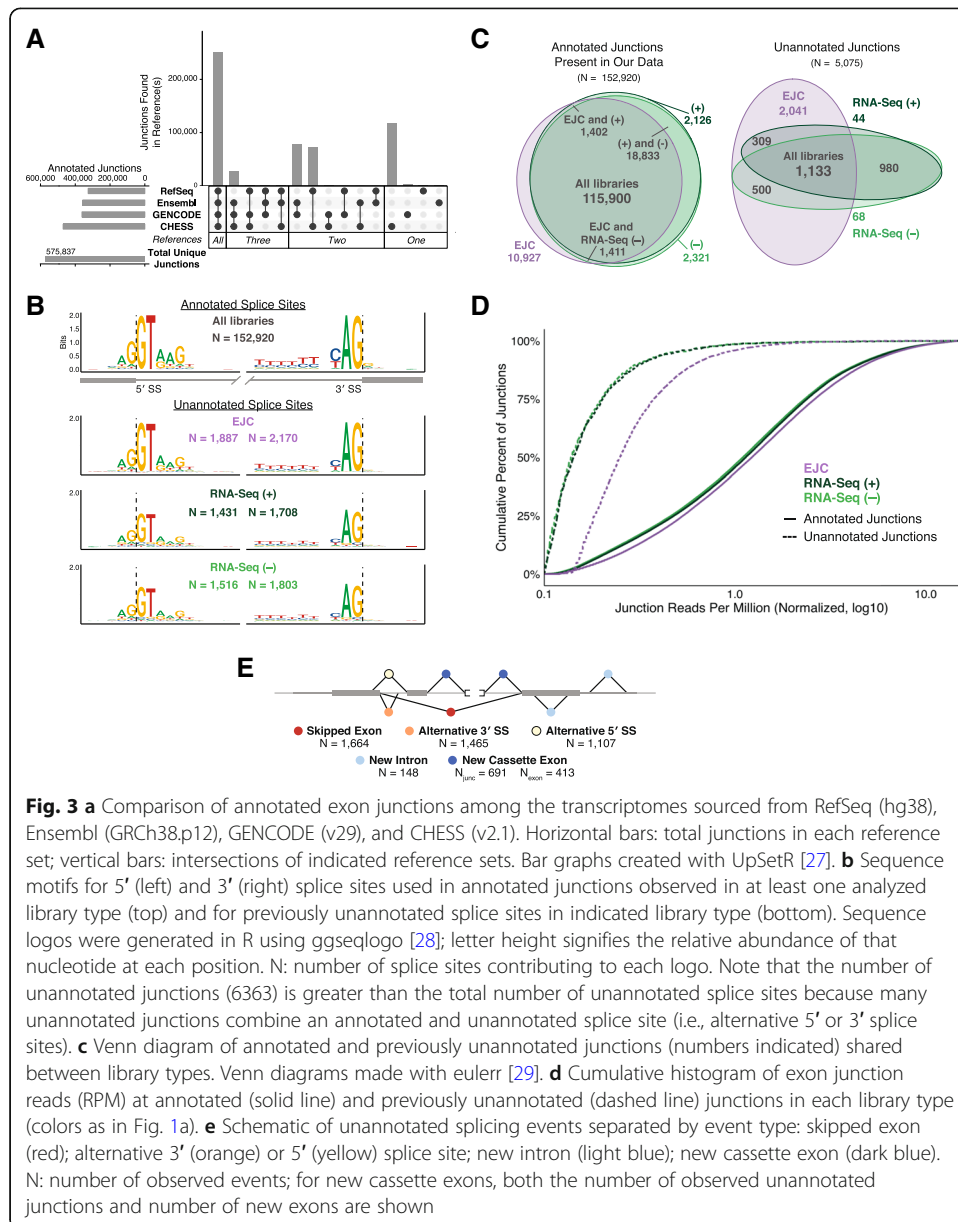 A
Junctions Found
in Reference(s)
200,000
100,000
0
Annotated Junctions
600,000 400,000 200,000 0
RefSeq
Ensembl
GENCODE
CHESS
References All Three Two One
575,837
Total Unique
Junctions
B
Annotated Splice Sites
All libraries
N = 152,920
2.0
1.5
1.0
0.5
0.0
Bits
5′ SS 3′ SS
Unannotated Splice Sites
EJC
2.0
N = 1,887 N = 2,170
RNA-Seq (+)
2.0
N = 1,431 N = 1,708
RNA-Seq (−)
2.0
N = 1,516 N = 1,803
C
Annotated Junctions
Present in Our Data
(N = 152,920)
EJC and (+)
1,402
(+)
2,126
(+) and (-)
18,833
All libraries
115,900
EJC and
RNA-Seq (−)
1,411
EJC
10,927
(−)
2,321
Unannotated Junctions
(N = 5,075)
EJC
2,041
RNA-Seq (+)
44
309
All libraries
1,133
980
500
68
RNA-Seq (−)
D
Cumulative Percent of Junctions
100%
75%
50%
25%
0%
EJC
RNA-Seq (+)
RNA-Seq (−)
Annotated Junctions
Unannotated Junctions
0.1 1.0 10.0
Junction Reads Per Million (Normalized, log10)
E
Skipped Exon Alternative 3′ SS Alternative 5′ SS
N = 1,664 N = 1,465 N = 1,107
New Intron New Cassette Exon
N = 148 Njunc = 691 Nexon = 413
Fig. 3 a Comparison of annotated exon junctions among the transcriptomes sourced from RefSeq (hg38),
Ensembl (GRCh38.p12), GENCODE (v29), and CHESS (v2.1). Horizontal bars: total junctions in each reference
set; vertical bars: intersections of indicated reference sets. Bar graphs created with UpSetR [27]. b Sequence
motifs for 5′ (left) and 3′ (right) splice sites used in annotated junctions observed in at least one analyzed
library type (top) and for previously unannotated splice sites in indicated library type (bottom). Sequence
logos were generated in R using ggseqlogo [28]; letter height signifies the relative abundance of that
nucleotide at each position. N: number of splice sites contributing to each logo. Note that the number of
unannotated junctions (6363) is greater than the total number of unannotated splice sites because many
unannotated junctions combine an annotated and unannotated splice site (i.e., alternative 5′ or 3′ splice
sites). c Venn diagram of annotated and previously unannotated junctions (numbers indicated) shared
between library types. Venn diagrams made with eulerr [29]. d Cumulative histogram of exon junction
reads (RPM) at annotated (solid line) and previously unannotated (dashed line) junctions in each library type
(colors as in Fig. 1a). e Schematic of unannotated splicing events separated by event type: skipped exon
(red); alternative 3′ (orange) or 5′ (yellow) splice site; new intron (light blue); new cassette exon (dark blue).
N: number of observed events; for new cassette exons, both the number of observed unannotated
junctions and number of new exons are shown